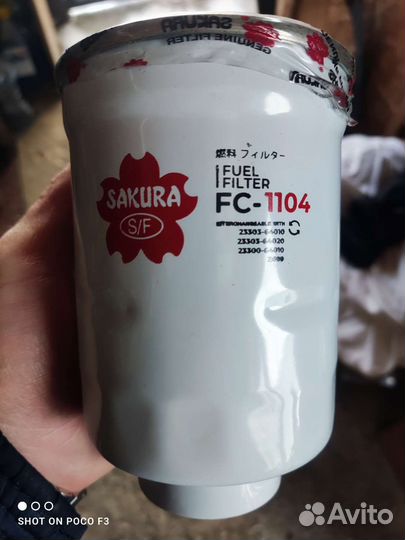 SAKURA
GENUINE FILTER
燃料 フィルター
FUEL
FILTER
FC-1104
SAKURA
S/F
23303-64010
23303-64020
23300-64010
SHOT ON POCO F3
Avito